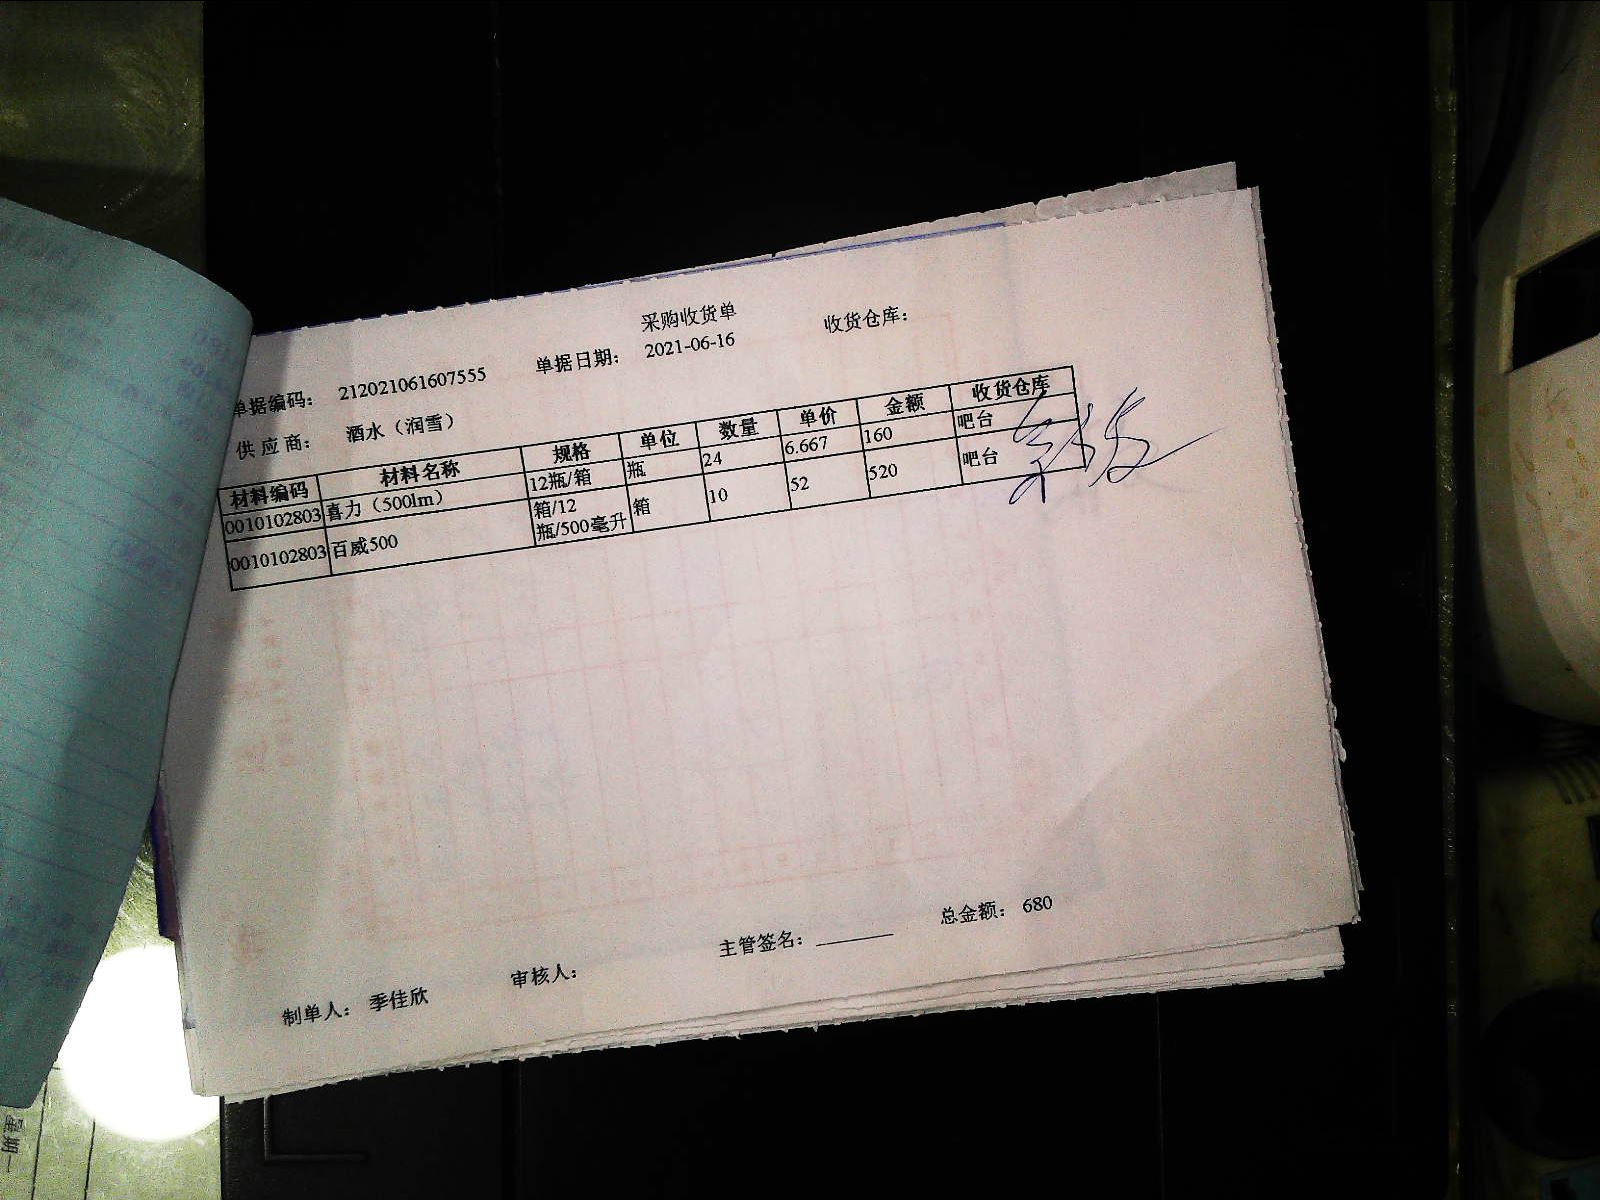 采购收货单
单据编码： 212021061607555 单据日期： 2021-06-16 收货仓库：
供应商： 酒水（润雪）
材料编码 材料名称 规格 单位 数量 单价 金额 收货仓库
0010102803 喜力（500lm） 12瓶/箱 瓶 24 6.667 160 吧台
0010102803 百威500 箱/12 瓶/500毫升 箱 10 52 520 吧台
制单人： 季佳欣 审核人： 主管签名： 总金额： 680
星期一